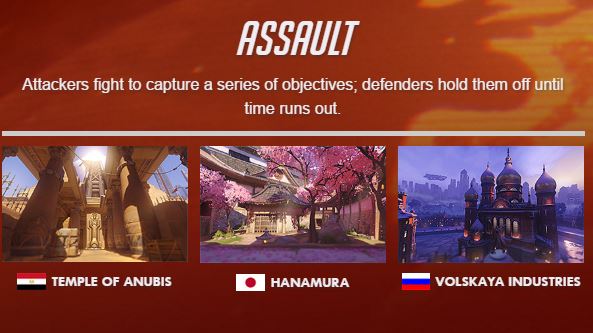 ASSAULT
Attackers fight to capture a series of objectives; defenders hold them off until
time runs out.
TEMPLE OF ANUBIS
HANAMURA
VOLSKAYA INDUSTRIES